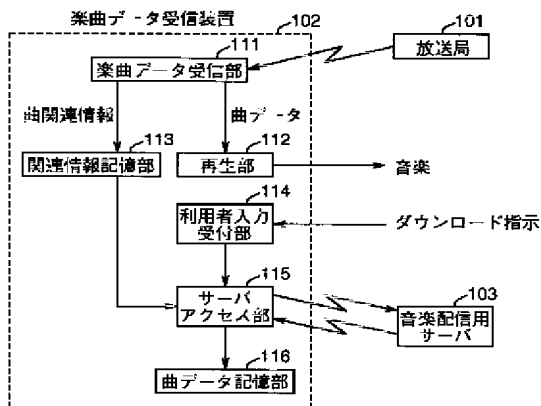 楽曲データ受信装置
102
101
111
放送局
楽曲データ受信部
曲関連情報
曲データ
113
112
関連情報記憶部
再生部
音楽
114
利用者入力
受付部
ダウンロード指示
115
103
サーバ
アクセス部
音楽配信用
サーバ
116
曲データ記憶部